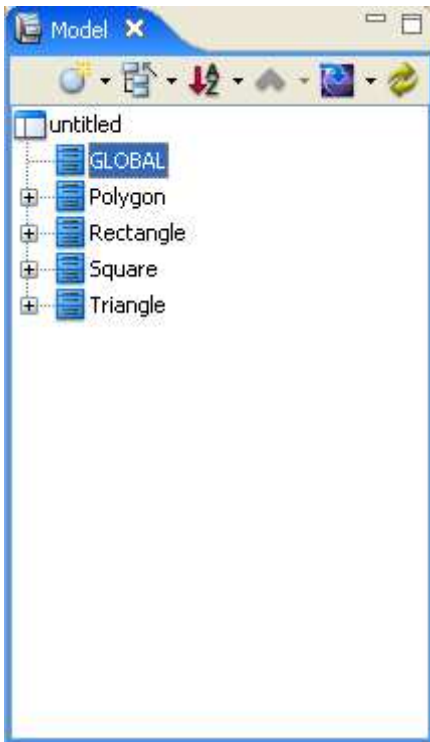 Model
untitled
GLOBAL
Polygon
Rectangle
Square
Triangle